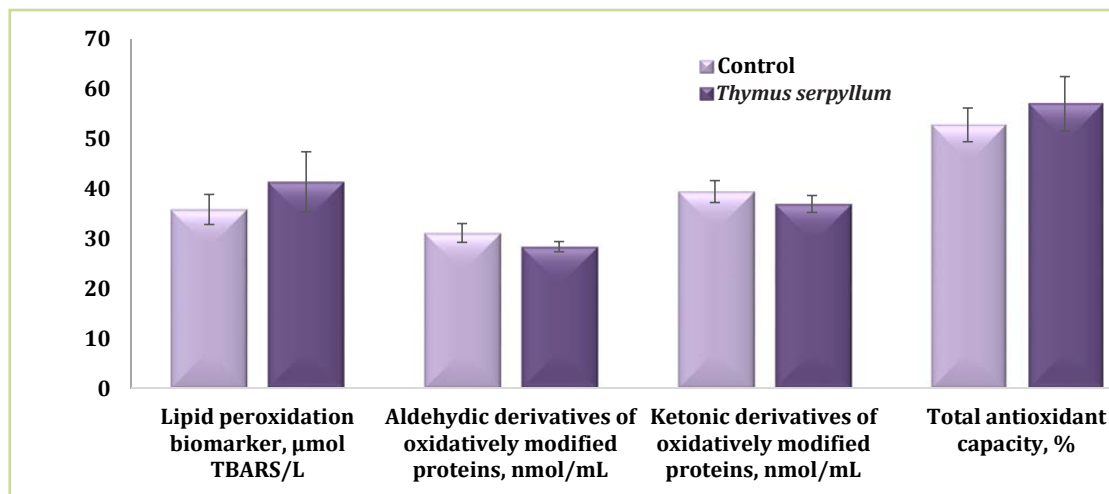 70
60
50
40
30
20
10
0
Control
Thymus serpyllum
Lipid peroxidation
biomarker, µmol
TBARS/L
Aldehydic derivatives of
oxidatively modified
proteins, nmol/mL
Ketonic derivatives of
oxidatively modified
proteins, nmol/mL
Total antioxidant
capacity, %